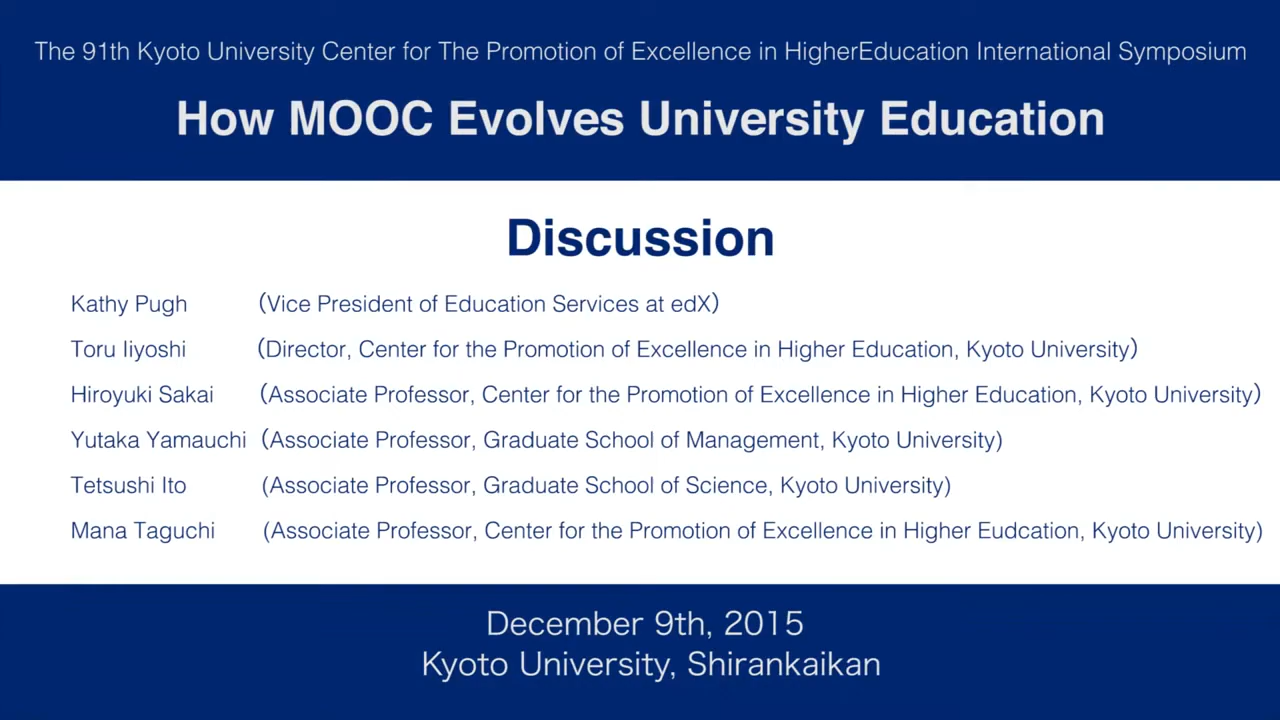 The 91th Kyoto University Center for The Promotion of Excellence in HigherEducation International Symposium
How MOOC Evolves University Education
Discussion
Kathy Pugh (Vice President of Education Services at edX)
Toru Iiyoshi (Director, Center for the Promotion of Excellence in Higher Education, Kyoto University)
Hiroyuki Sakai (Associate Professor, Center for the Promotion of Excellence in Higher Education, Kyoto University)
Yutaka Yamauchi (Associate Professor, Graduate School of Management, Kyoto University)
Tetsushi Ito (Associate Professor, Graduate School of Science, Kyoto University)
Mana Taguchi (Associate Professor, Center for the Promotion of Excellence in Higher Eudcation, Kyoto University)
December 9th, 2015
Kyoto University, Shirankaikan